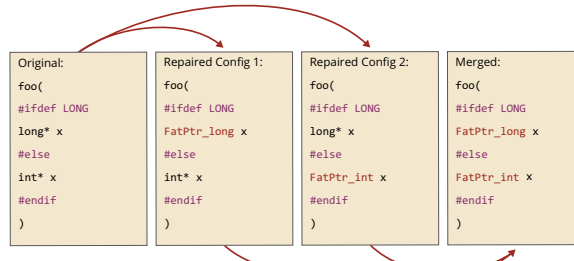 Original:
foo(
#ifdef LONG
long* x
#else
int* x
#endif
)
Repaired Config 1:
foo(
#ifdef LONG
FatPtr_long x
#else
int* x
#endif
)
Repaired Config 2:
foo(
#ifdef LONG
long* x
#else
FatPtr_int x
#endif
)
Merged:
foo(
#ifdef LONG
FatPtr_long x
#else
FatPtr_int x
#endif
)